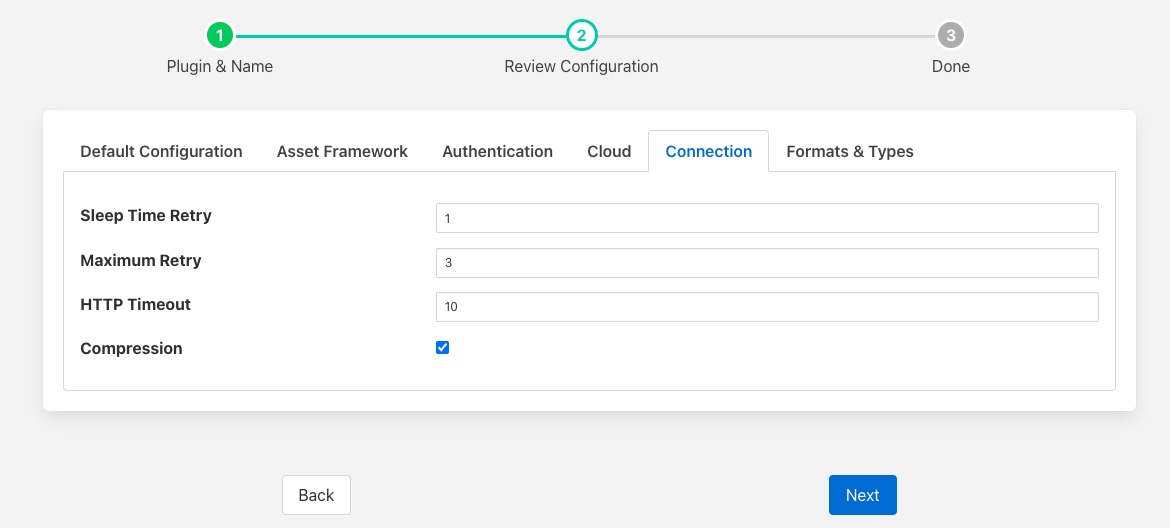 1 2 3
Plugin & Name Review Configuration Done
Default Configuration Asset Framework Authentication Cloud Connection Formats & Types
Sleep Time Retry 1
Maximum Retry 3
HTTP Timeout 10
Compression
Back Next